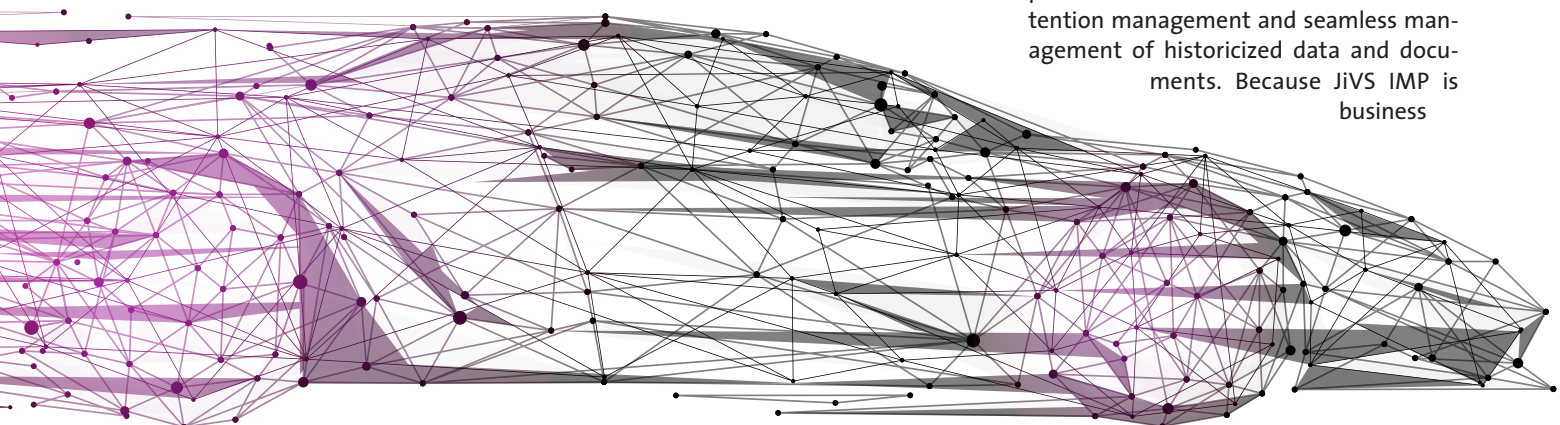 tention management and seamless man-
agement of historicized data and docu-
ments. Because JiVS IMP is
business